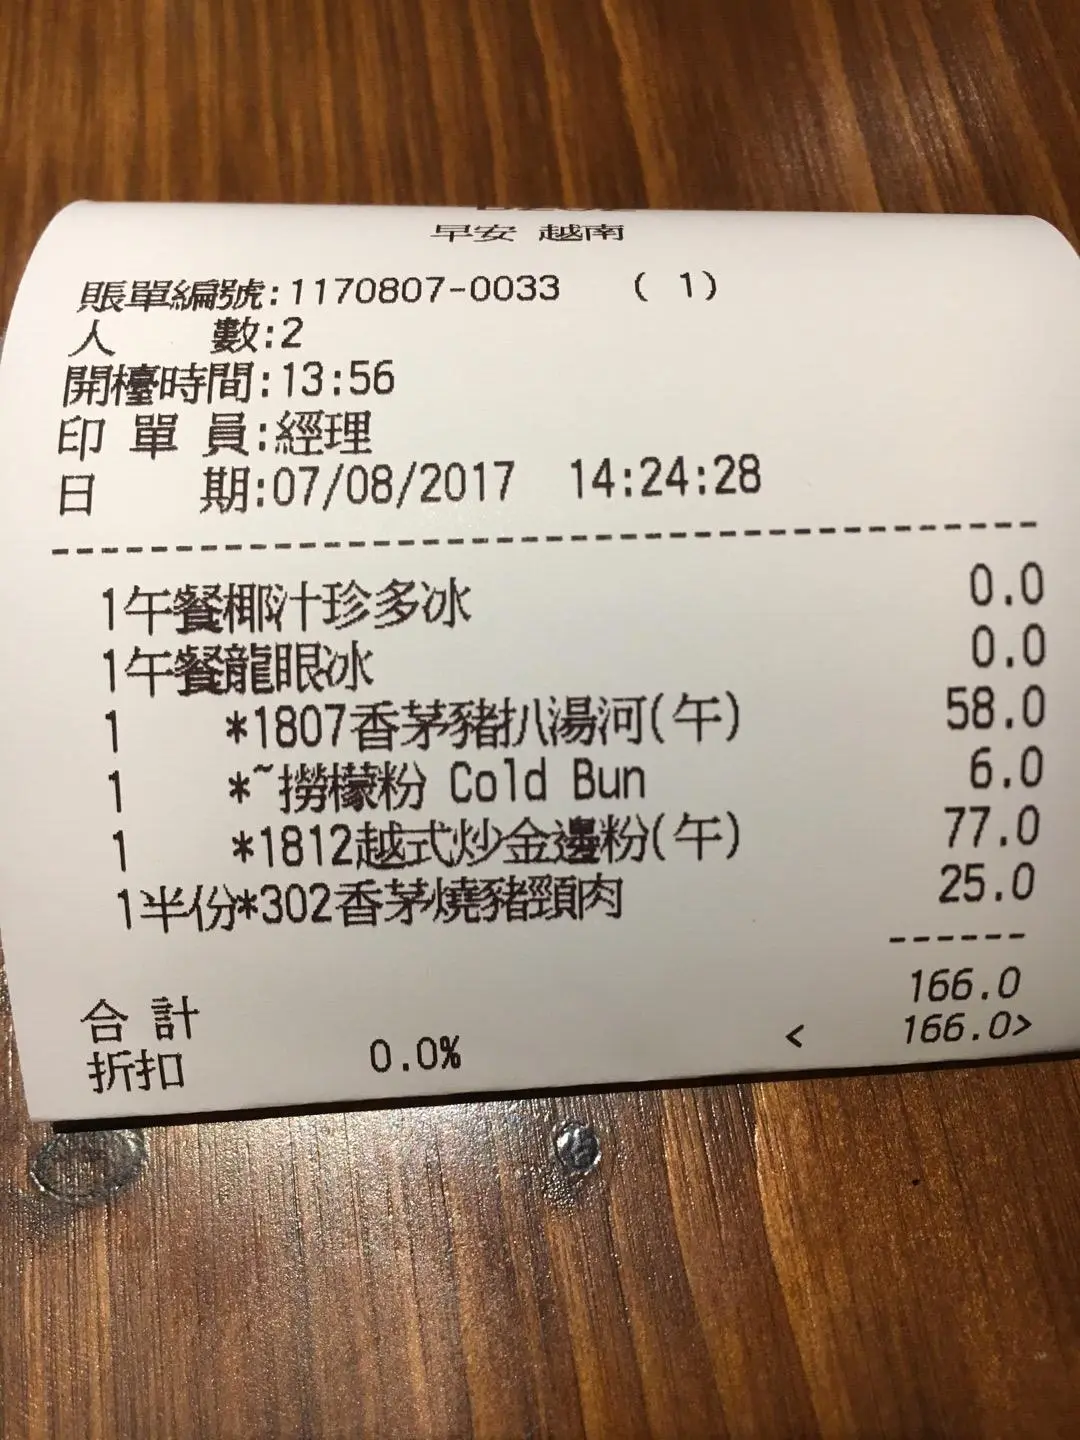 早安 越南
賬單編號:1170807-0033 ( 1)
人 數:2
開檯時間:13:56
印 單 員:經理
日 期:07/08/2017 14:24:28
1午餐椰汁珍多冰 0.0
1午餐龍眼冰 0.0
1 *1807香茅豬扒湯河(午) 58.0
1 *~撈檬粉 Cold Bun 6.0
1 *1812越式炒金邊粉(午) 77.0
1半份*302香茅燒豬頸肉 25.0
166.0
合 計 < 166.0>
折扣 0.0%